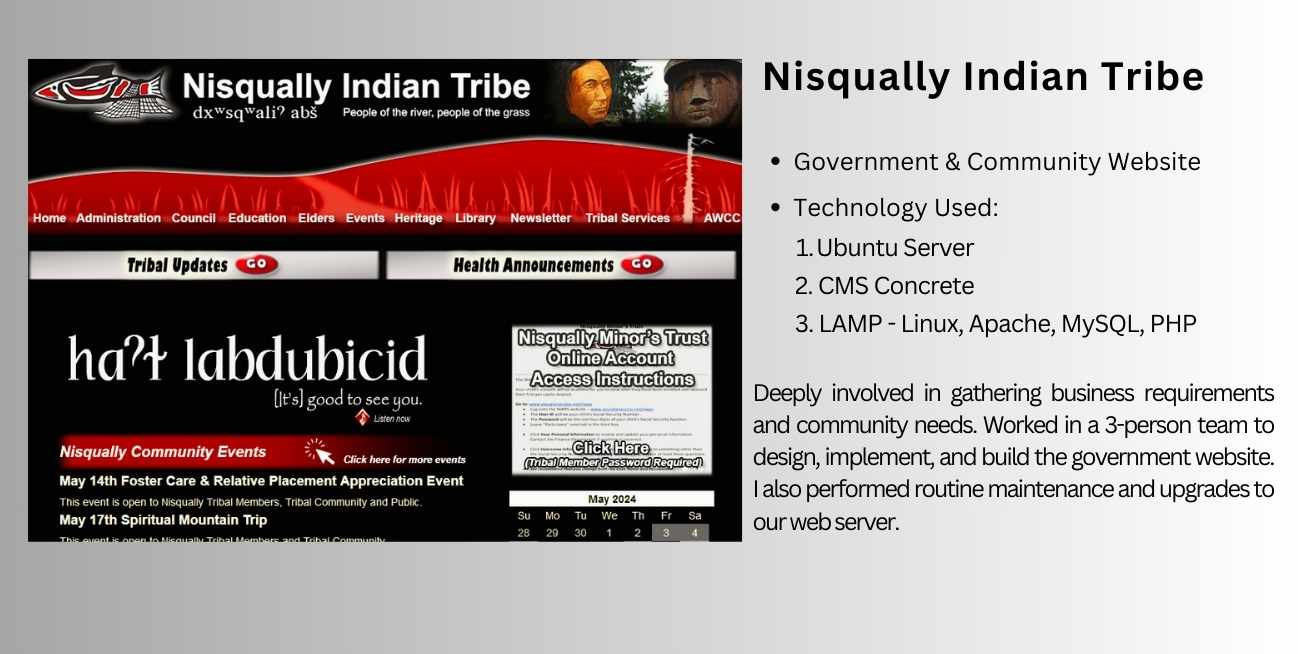 Nisqually Indian Tribe
dxʷsqʷaliʔ abš People of the river, people of the grass
Home Administration Council Education Elders Events Heritage Library Newsletter Tribal Services AWCC
Tribal Updates GO
Health Announcements GO
haʔɬ labdubicid
[It's] good to see you.
Listen now
Nisqually Community Events
Click here for more events
May 14th Foster Care & Relative Placement Appreciation Event
This event is open to Nisqually Tribal Members, Tribal Community and Public.
May 17th Spiritual Mountain Trip
This event is open to Nisqually Tribal Members and Tribal Community.
Nisqually Minor's Trust
Online Account
Access Instructions
Click Here
(Tribal Member Password Required)
May 2024
Su Mo Tu We Th Fr Sa
28 29 30 1 2 3 4
Nisqually Indian Tribe
• Government & Community Website
• Technology Used:
1. Ubuntu Server
2. CMS Concrete
3. LAMP - Linux, Apache, MySQL, PHP
Deeply involved in gathering business requirements
and community needs. Worked in a 3-person team to
design, implement, and build the government website.
I also performed routine maintenance and upgrades to
our web server.